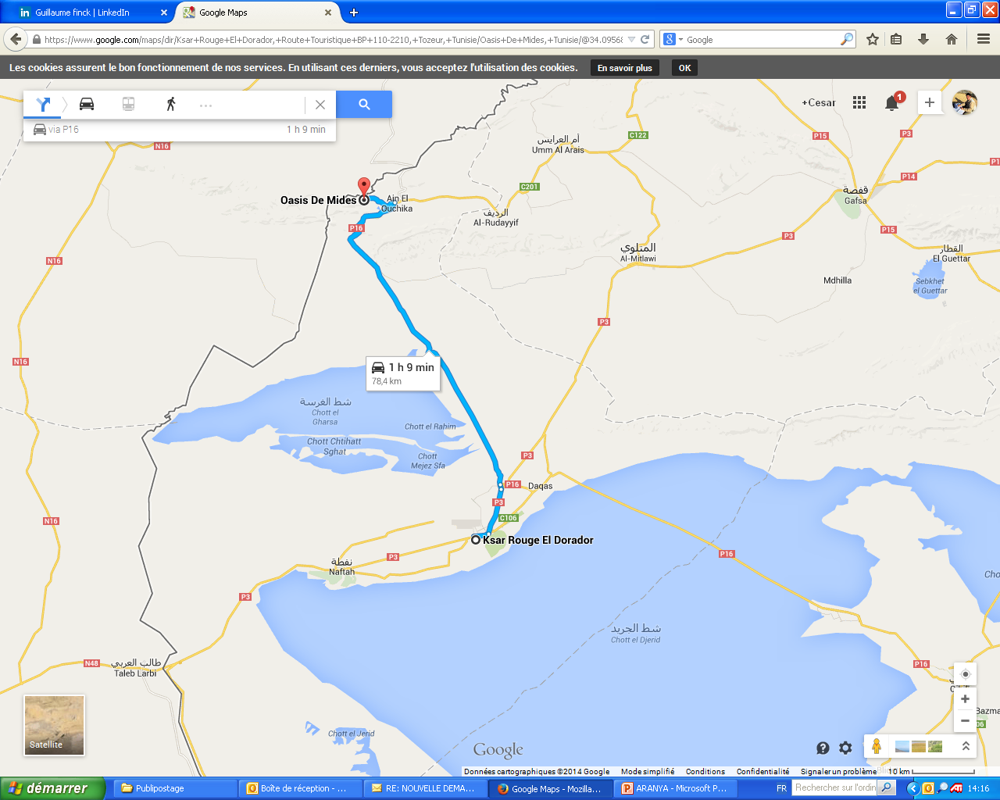 Guillaume finck | LinkedIn
Google Maps
https://www.google.com/maps/dir/Ksar+Rouge+El+Dorador,+Route+Touristique+BP+110-2210,+Tozeur,+Tunisie/Oasis+De+Mides,+Tunisie/@34.0956
Google
Les cookies assurent le bon fonctionnement de nos services. En utilisant ces derniers, vous acceptez l'utilisation des cookies.
En savoir plus
OK
+Cesar
1
via P16
1 h 9 min
N16
أم العرايس
Umm Al Arais
C122
P15
P3
P14
P1
Oasis De Mides
Ain El
Ouchika
C201
قفصة
Gafsa
الرديف
Al-Rudayyif
P16
P3
P15
المتلوي
Al-Mitlawi
القطار
El Guettar
N16
Mdhilla
Sebkhet
el Guettar
P3
N16
1 h 9 min
78,4 km
شط الغرسة
Chott el
Gharsa
Chott el Rahim
Chott Chtihatt
Sghat
Chott
Mejez Sfa
P3
P16
Daqas
P3
C106
N16
Ksar Rouge El Dorador
P3
نفطة
Naftah
P16
P3
Cho
شط الجريد
Chott el Djerid
N48
طالب العربي
Taleb Larbi
P16
Bazma
06
Satellite
Chott el Jerid
Google
Données cartographiques ©2014 Google
Mode simplifié
Conditions
Confidentialité
Signaler un problème
10 km
démarrer
Publipostage
Boîte de réception - ...
RE: NOUVELLE DEMA...
Google Maps - Mozilla...
ARANYA - Microsoft P...
FR
Rechercher sur l'ordin
14:16